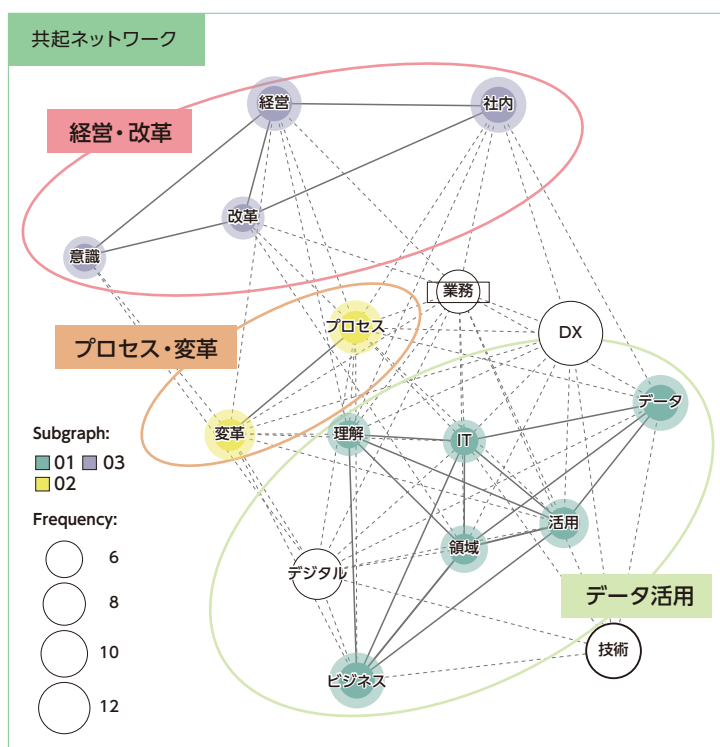 共起ネットワーク
経営
社内
経営・改革
改革
意識
業務
プロセス
DX
プロセス・変革
データ
変革
理解
IT
Subgraph:
01 03
02
活用
Frequency:
領域
6
デジタル
データ活用
8
10
技術
ビジネス
12